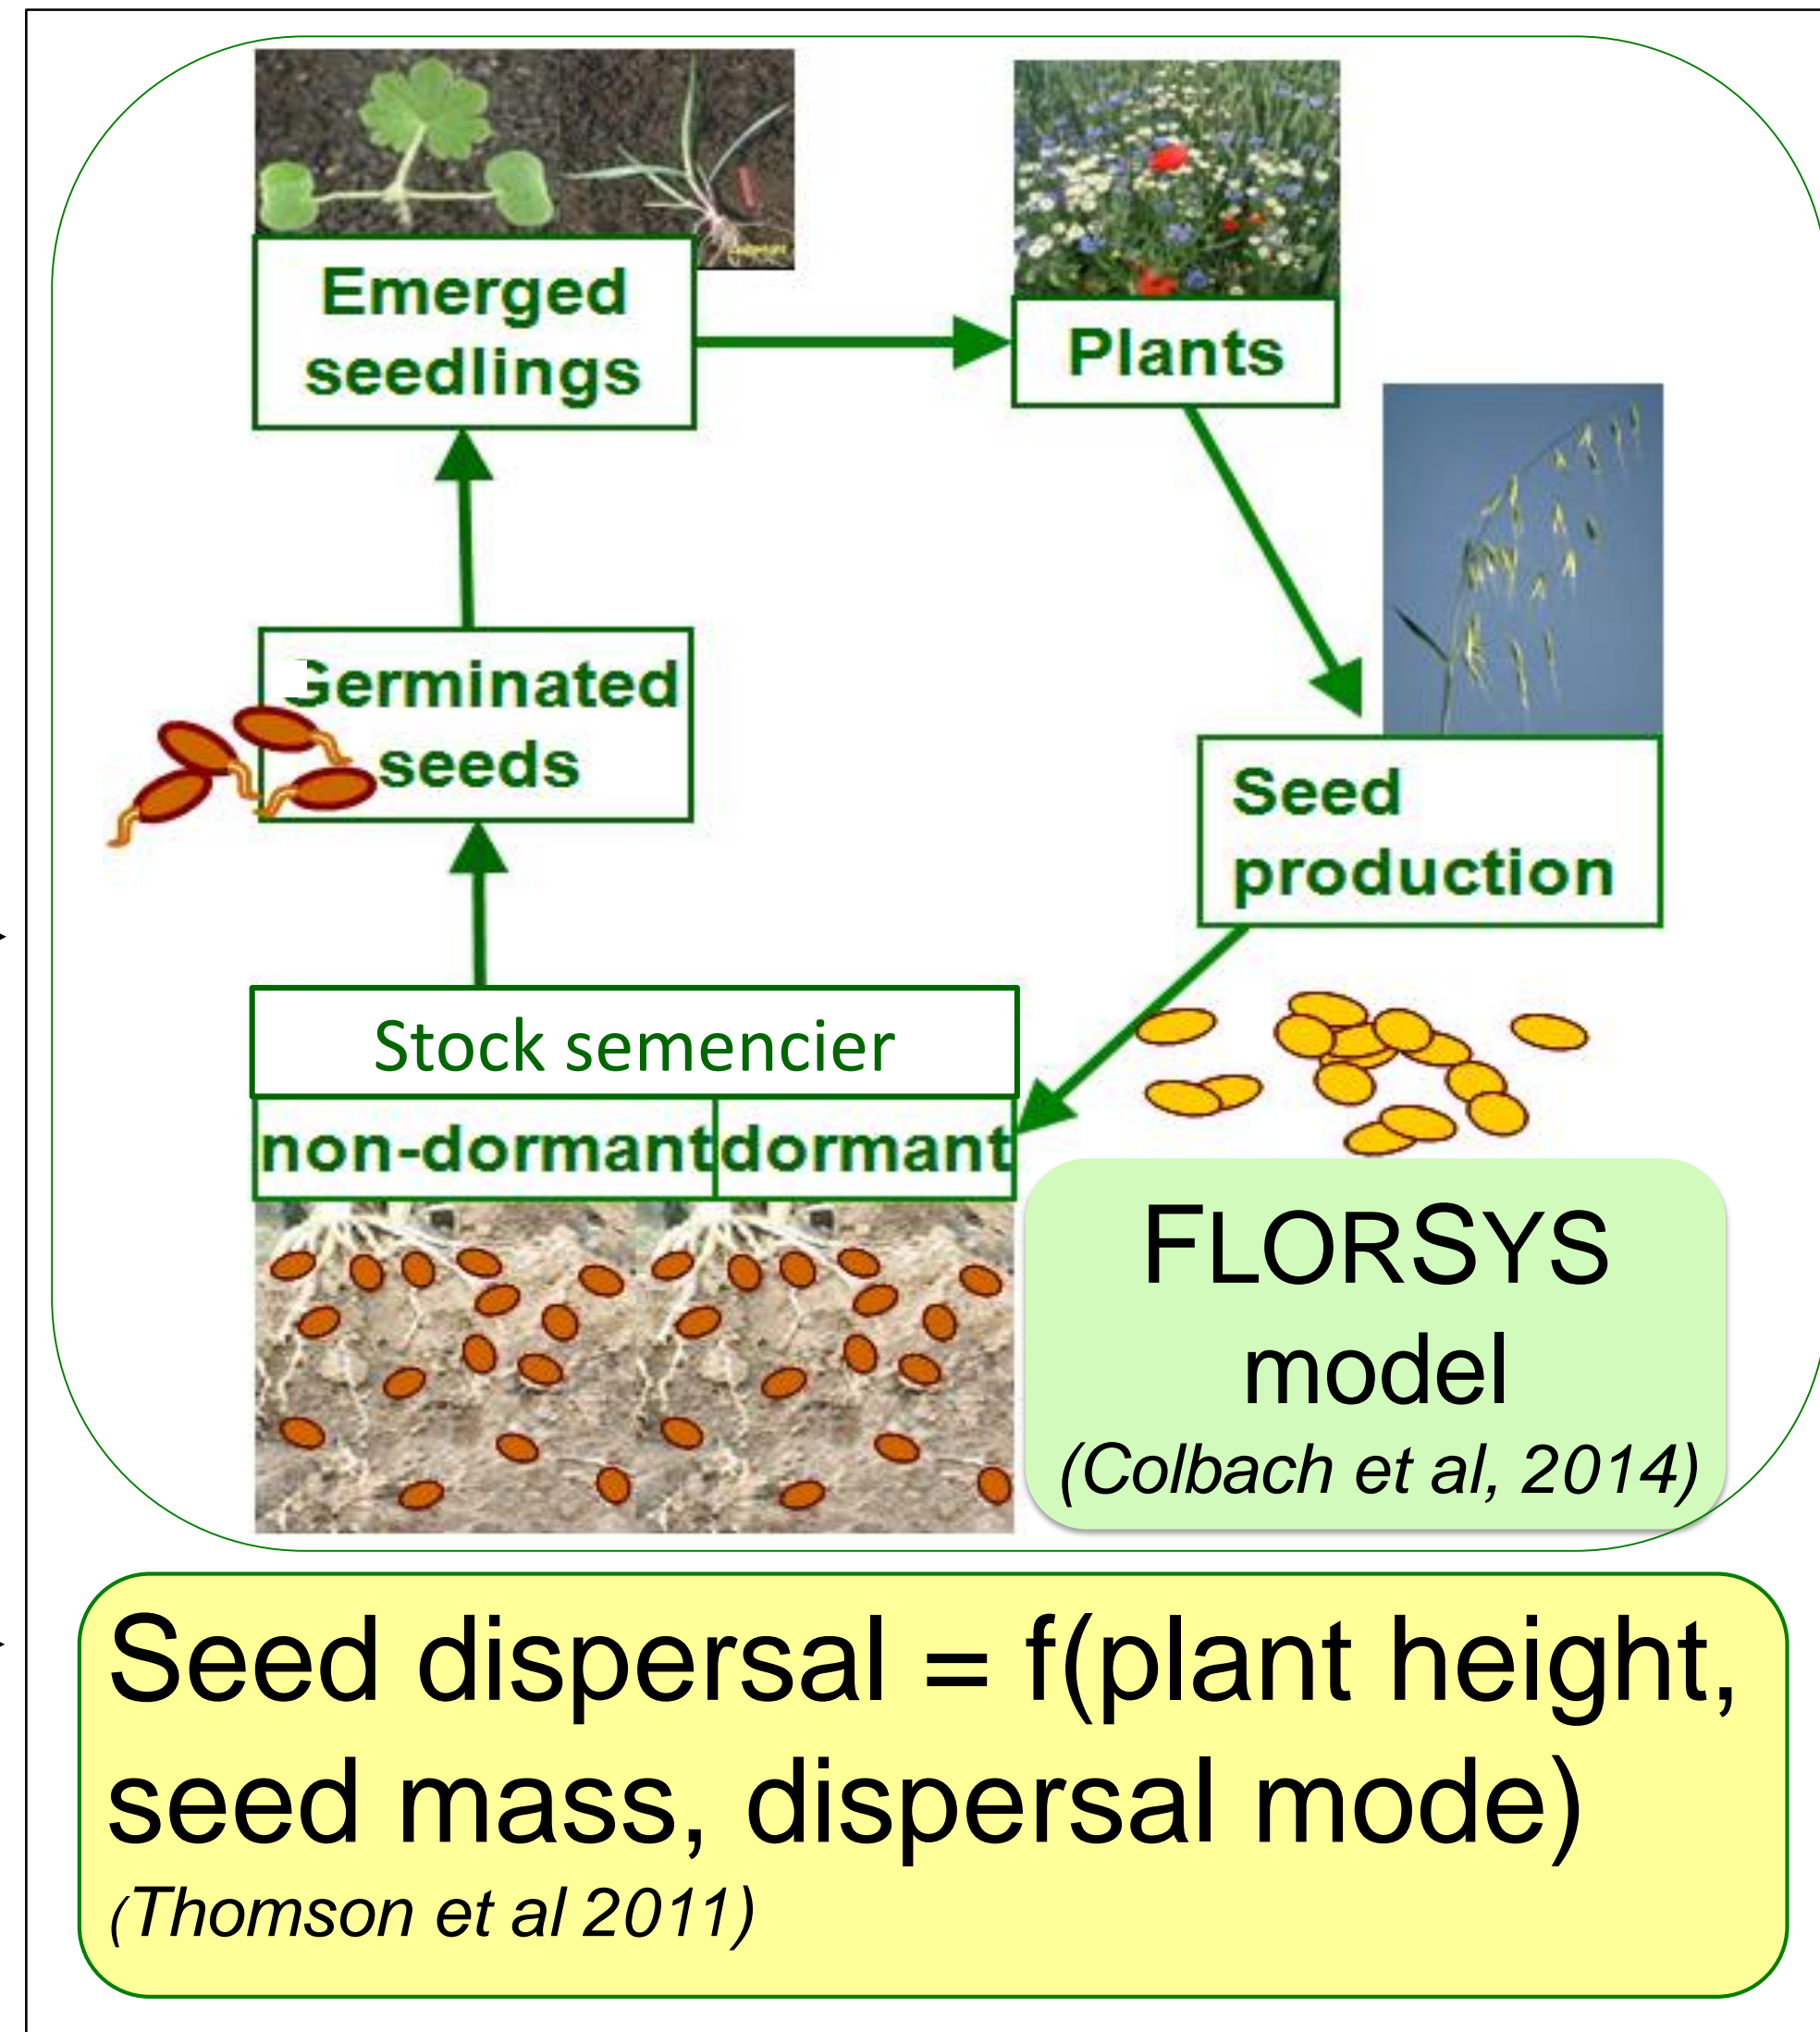 Emerged
seedlings
Plants
Germinated
seeds
Seed
production
Stock semencier
non-dormant dormant
FLORSYS
model
(Colbach et al, 2014)
Seed dispersal = f(plant height,
seed mass, dispersal mode)
(Thomson et al 2011)